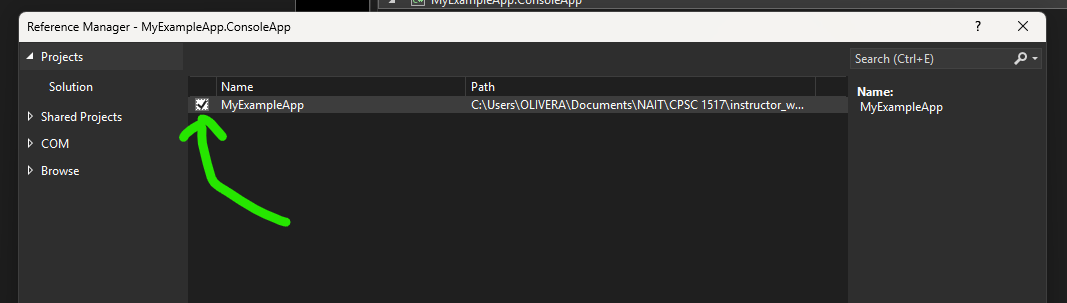 MyExampleApp.ConsoleApp
Reference Manager - MyExampleApp.ConsoleApp
? 
Projects
Search (Ctrl+E)
Solution
Name
Path
Name:
MyExampleApp
C:\Users\OLIVERA\Documents\NAIT\CPSC 1517\instructor_w...
MyExampleApp
Shared Projects
COM
Browse